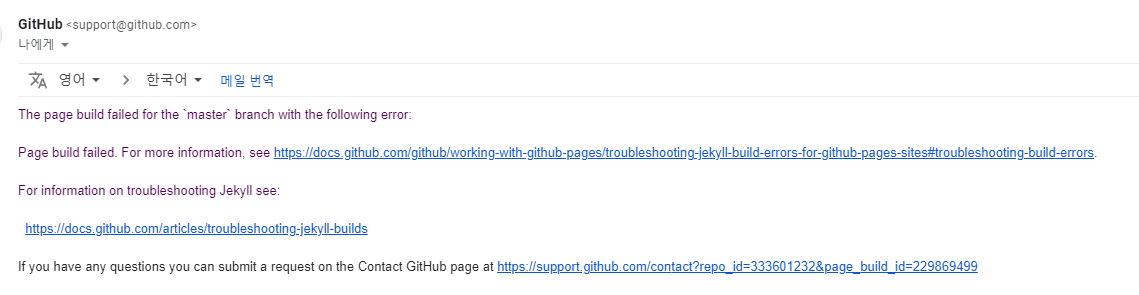 GitHub <support@github.com>
나에게
영어 > 한국어 메일 번역
The page build failed for the `master` branch with the following error:
Page build failed. For more information, see https://docs.github.com/github/working-with-github-pages/troubleshooting-jekyll-build-errors-for-github-pages-sites#troubleshooting-build-errors.
For information on troubleshooting Jekyll see:
https://docs.github.com/articles/troubleshooting-jekyll-builds
If you have any questions you can submit a request on the Contact GitHub page at https://support.github.com/contact?repo_id=333601232&page_build_id=229869499